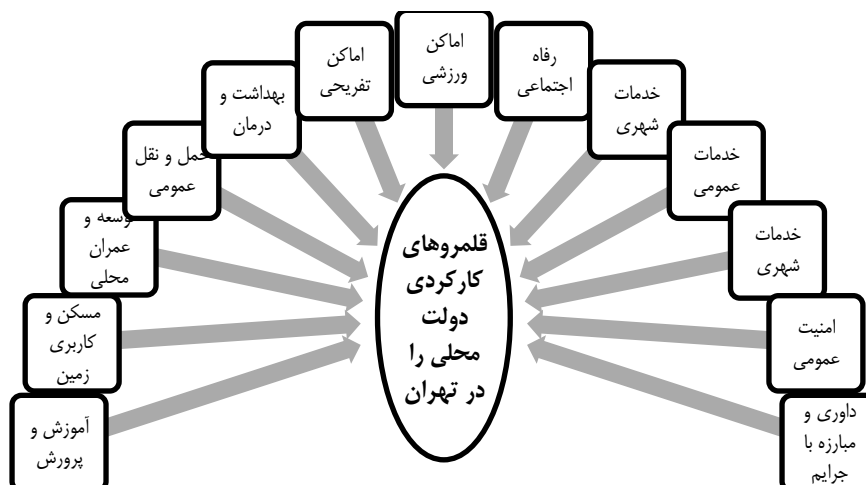 اماکن
ورزشی
رفاه
اجتماعی
اماکن
تفریحی
خدمات
شهری
بهداشت و
درمان
خدمات
عمومی
حمل و نقل
عمومی
خدمات
شهری
توسعه و
عمران
محلی
امنیت
عمومی
مسکن و
کاربری
زمین
داوری و
مبارزه با
جرایم
آموزش و
پرورش
قلمروهای
کارکردی
دولت
محلی را
در تهران